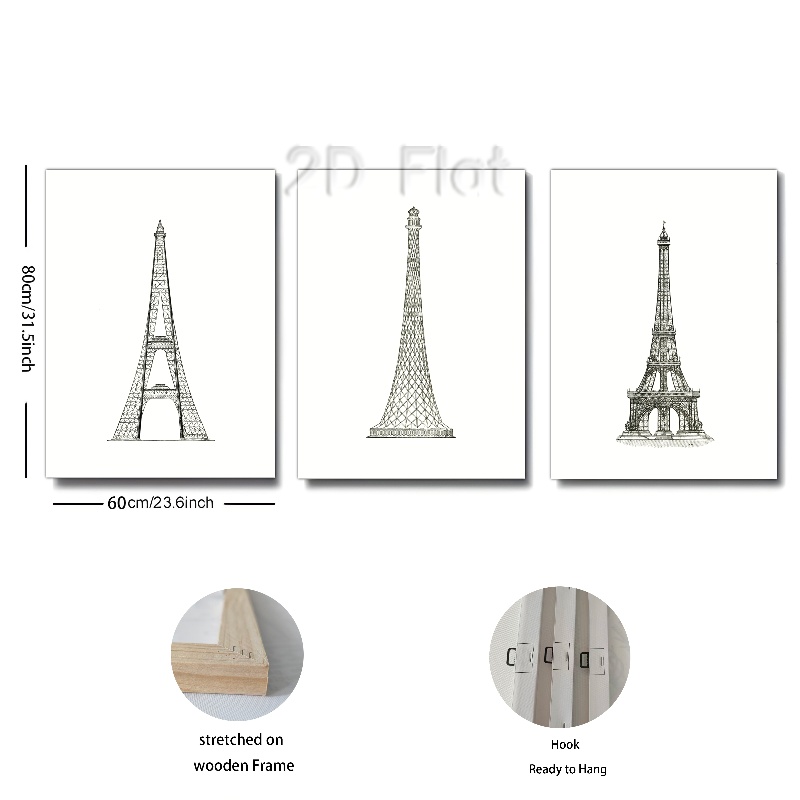 2D Flat
80cm/31.5inch
60cm/23.6inch
stretched on
wooden Frame
Hook
Ready to Hang